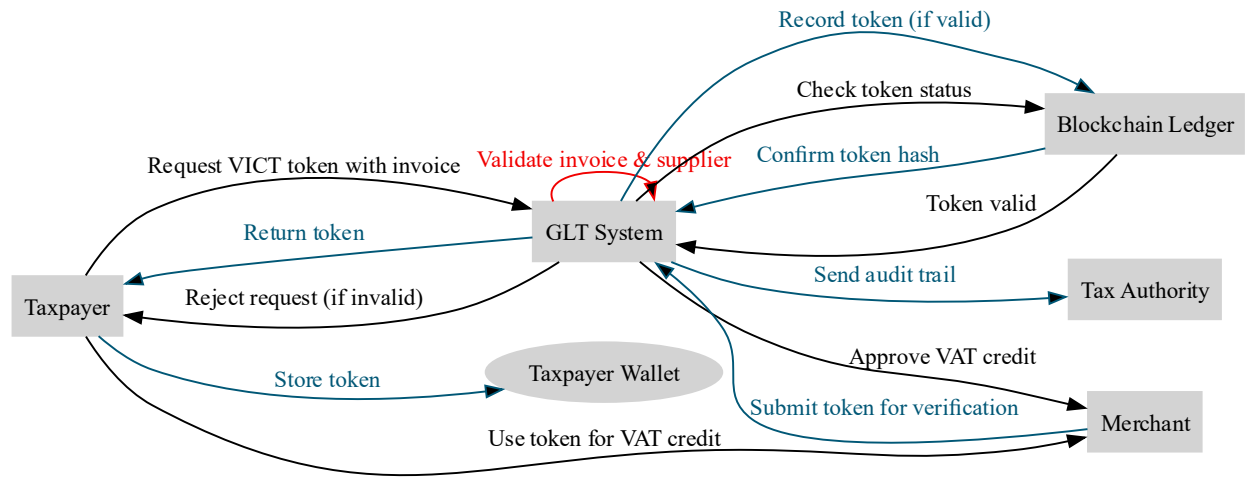 Record token (if valid)
Check token status
Blockchain Ledger
Validate invoice & supplier
Confirm token hash
Request VICT token with invoice
Token valid
GLT System
Return token
Send audit trail
Tax Authority
Reject request (if invalid)
Taxpayer
Approve VAT credit
Taxpayer Wallet
Store token
Submit token for verification
Merchant
Use token for VAT credit